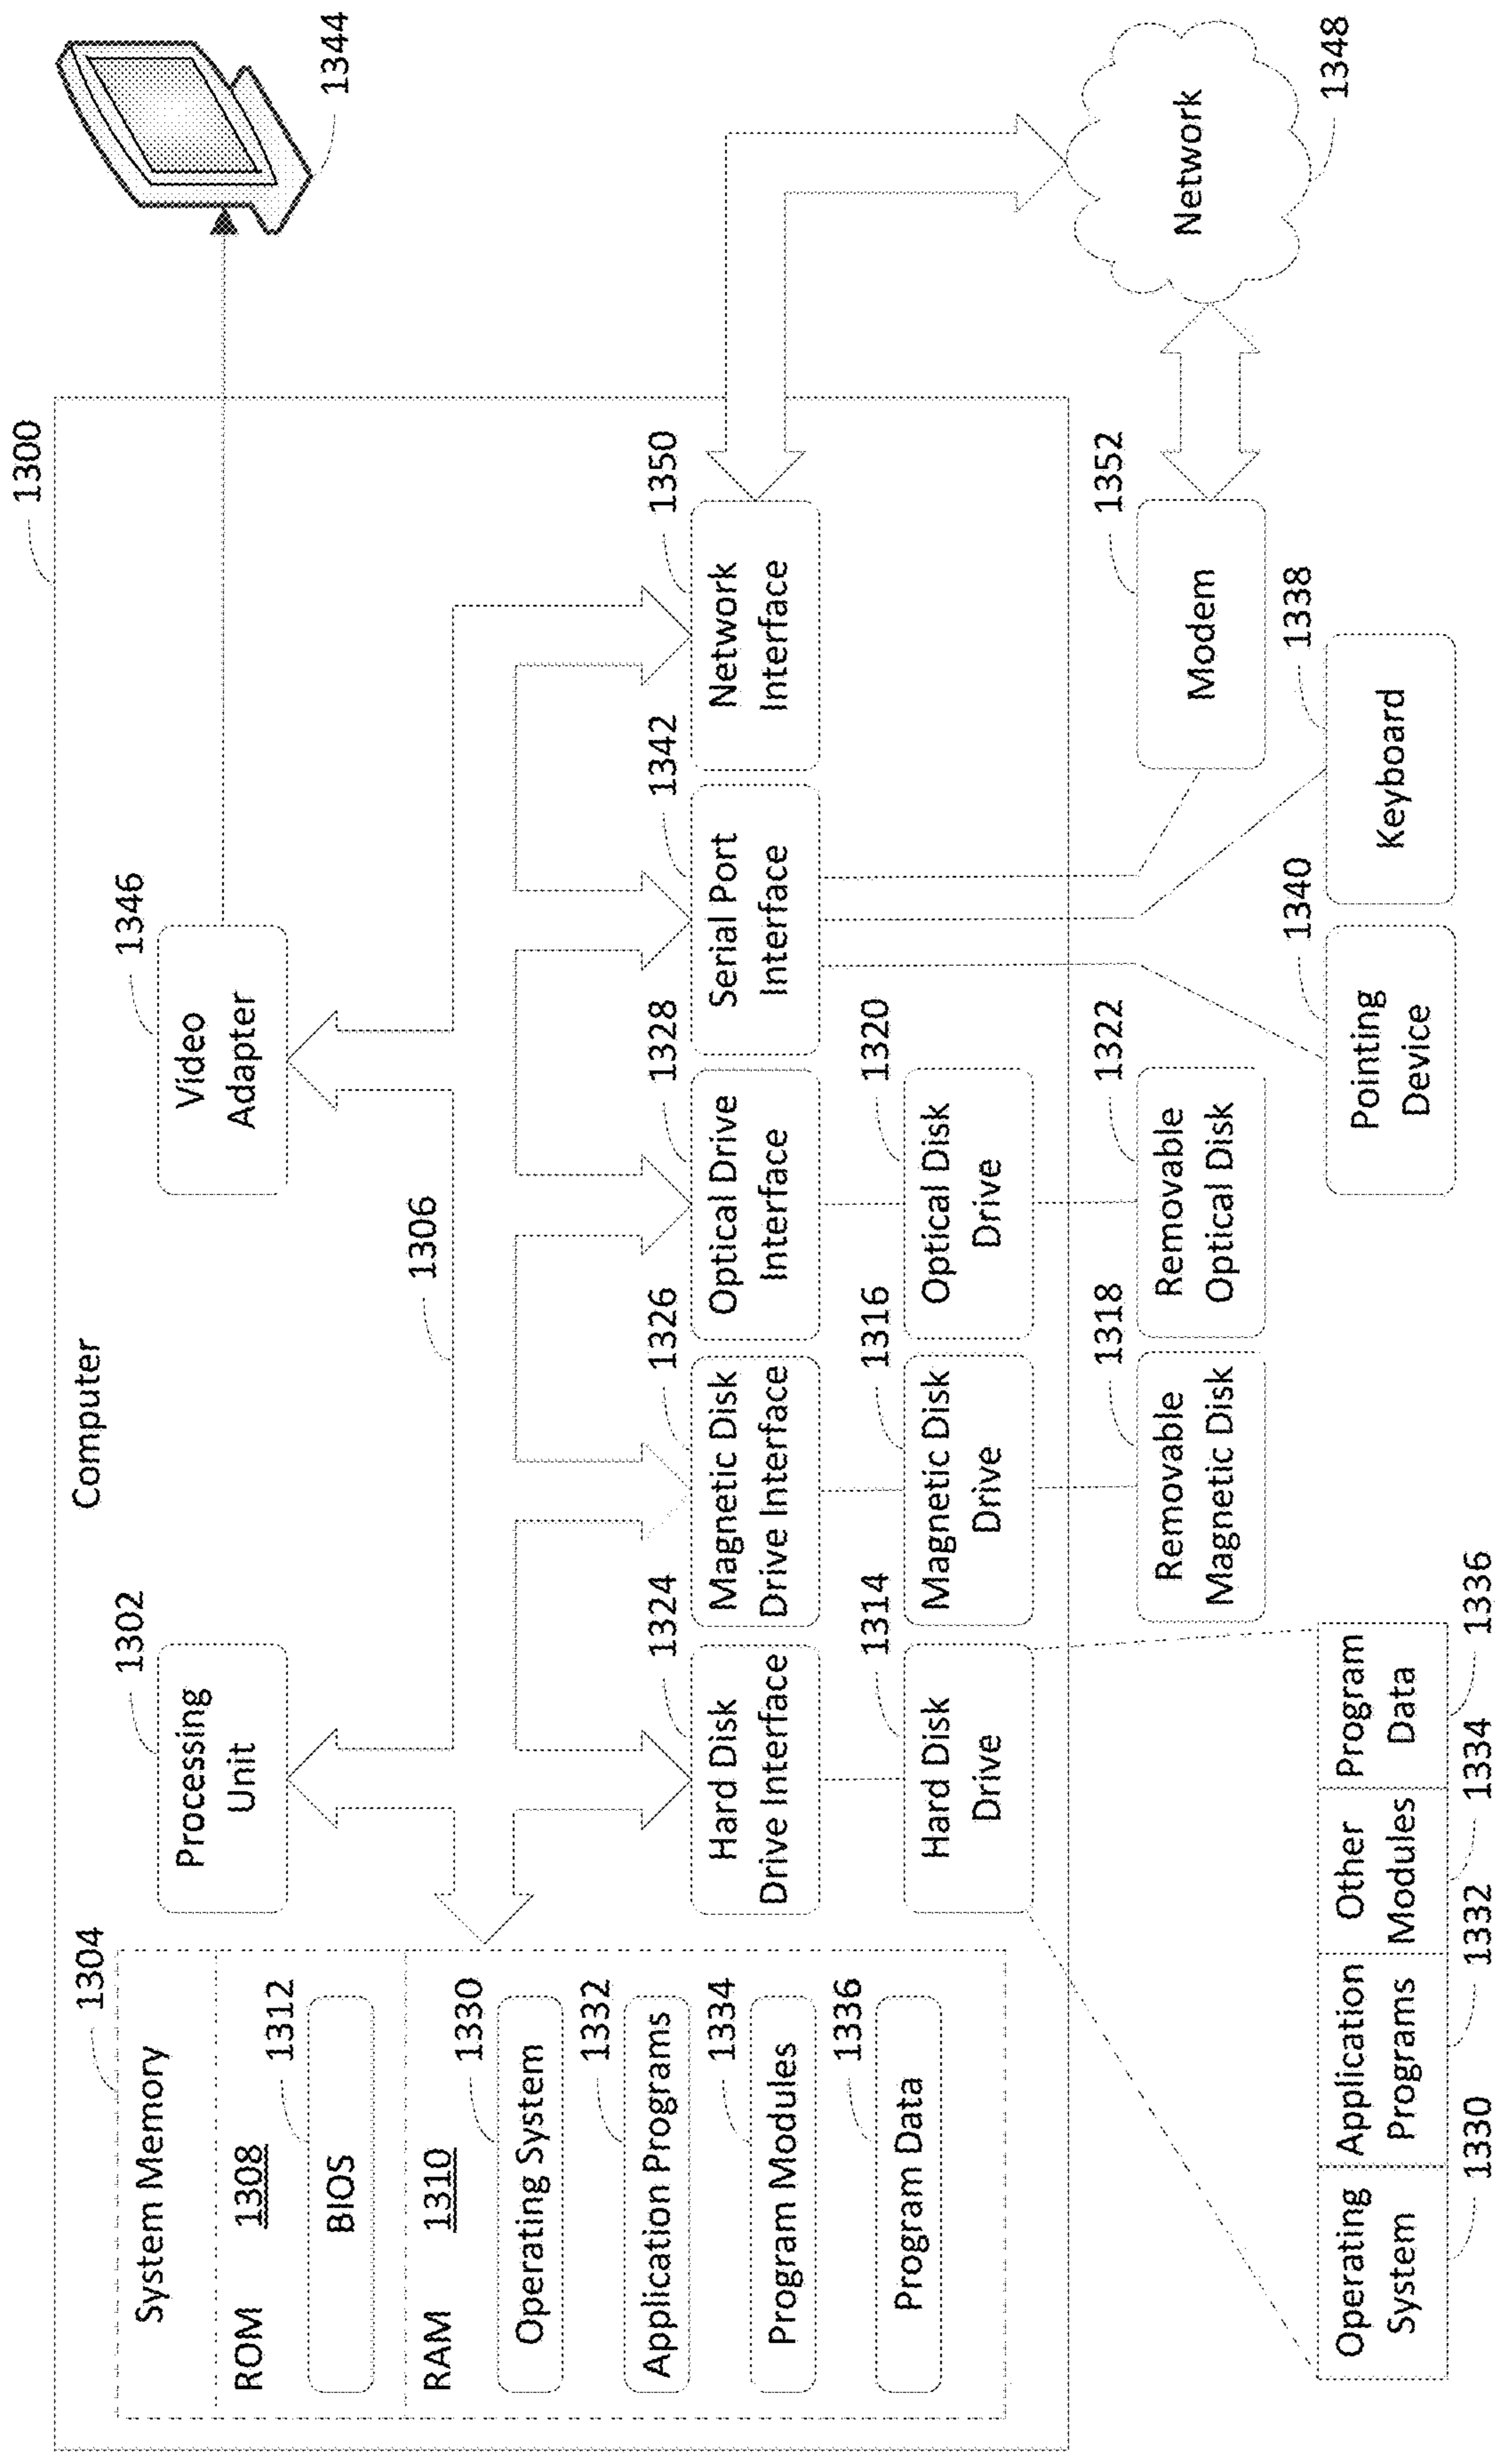 1300
Computer
1304
System Memory
ROM 1308
1312
BIOS
RAM 1310
1330
Operating System
1332
Application Programs
1334
Program Modules
1336
Program Data
1302
Processing
Unit
1346
Video
Adapter
1344
1306
1324
Hard Disk
Drive Interface
1326
Magnetic Disk
Drive Interface
1328
Optical Drive
Interface
1342
Serial Port
Interface
1350
Network
Interface
1314
Hard Disk
Drive
1316
Magnetic Disk
Drive
1320
Optical Disk
Drive
1318
Removable
Magnetic Disk
1322
Removable
Optical Disk
1352
Modem
Network
1348
1340
Pointing
Device
1338
Keyboard
Operating
System
Application
Programs
Other
Modules
Program
Data
1330
1332
1334
1336